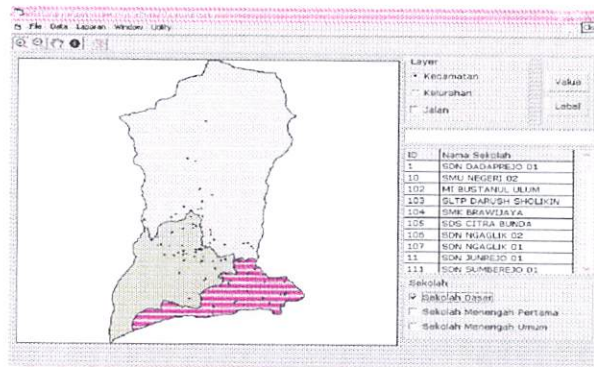 File Data Laporan Window Utility
Layer
Kecamatan
Kelurahan
Jalan
Value
Label
ID Nama Sekolah
1 SDN DADAPREJO 01
10 SMU NEGERI 02
102 MI BUSTANUL ULUM
103 SLTP DARUSH SHOLIKIN
104 SMK BRAWIJAYA
105 SDS CITRA BUNDA
106 SDN NGAGLIK 02
107 SDN NGAGLIK 01
11 SDN JUNREJO 01
111 SDN SUMBEREJO 01
Sekolah
Sekolah Dasar
Sekolah Menengah Pertama
Sekolah Menengah Umum